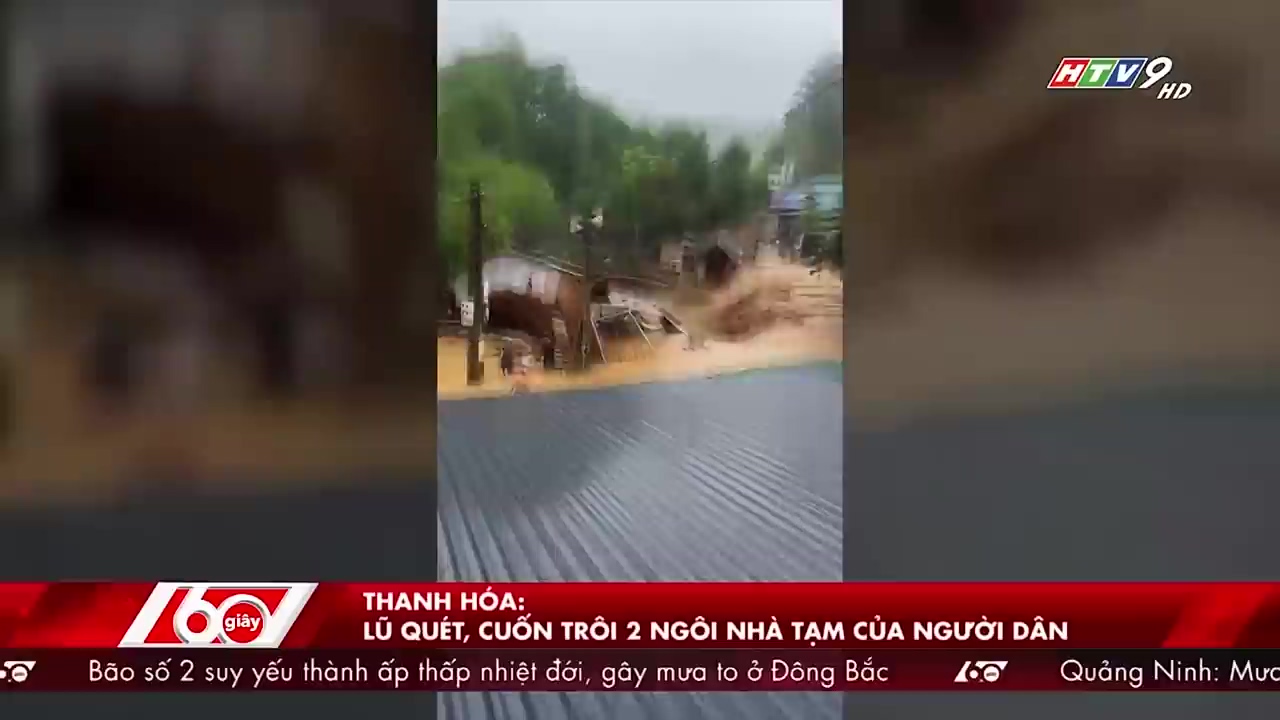 HTV9
HD
60
giây
THANH HÓA:
LŨ QUÉT, CUỐN TRÔI 2 NGÔI NHÀ TẠM CỦA NGƯỜI DÂN
Bão số 2 suy yếu thành áp thấp nhiệt đới, gây mưa to ở Đông Bắc
60
Quảng Ninh: